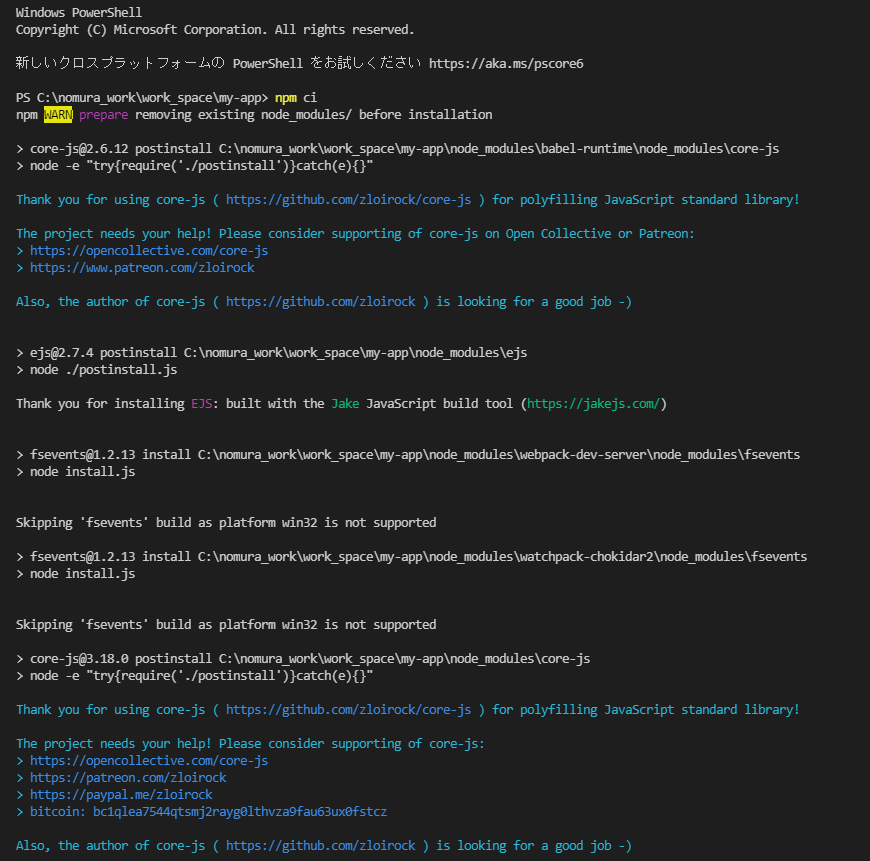 Windows PowerShell
Copyright (C) Microsoft Corporation. All rights reserved.
新しいクロスプラットフォームの PowerShell をお試しください https://aka.ms/pscore6
PS C:\nomura_work\work_space\my-app> npm ci
npm WARN prepare removing existing node_modules/ before installation
> core-js@2.6.12 postinstall C:\nomura_work\work_space\my-app\node_modules\babel-runtime\node_modules\core-js
> node -e "try{require('./postinstall')}catch(e){}"
Thank you for using core-js ( https://github.com/zloirock/core-js ) for polyfilling JavaScript standard library!
The project needs your help! Please consider supporting of core-js on Open Collective or Patreon:
> https://opencollective.com/core-js
> https://www.patreon.com/zloirock
Also, the author of core-js ( https://github.com/zloirock ) is looking for a good job -)
> ejs@2.7.4 postinstall C:\nomura_work\work_space\my-app\node_modules\ejs
> node ./postinstall.js
Thank you for installing EJS: built with the Jake JavaScript build tool (https://jakejs.com/)
> fsevents@1.2.13 install C:\nomura_work\work_space\my-app\node_modules\webpack-dev-server\node_modules\fsevents
> node install.js
Skipping 'fsevents' build as platform win32 is not supported
> fsevents@1.2.13 install C:\nomura_work\work_space\my-app\node_modules\watchpack-chokidar2\node_modules\fsevents
> node install.js
Skipping 'fsevents' build as platform win32 is not supported
> core-js@3.18.0 postinstall C:\nomura_work\work_space\my-app\node_modules\core-js
> node -e "try{require('./postinstall')}catch(e){}"
Thank you for using core-js ( https://github.com/zloirock/core-js ) for polyfilling JavaScript standard library!
The project needs your help! Please consider supporting of core-js:
> https://opencollective.com/core-js
> https://patreon.com/zloirock
> https://paypal.me/zloirock
> bitcoin: bc1qlea7544qtsmj2rayg0lthvza9fau63ux0fstcz
Also, the author of core-js ( https://github.com/zloirock ) is looking for a good job -)